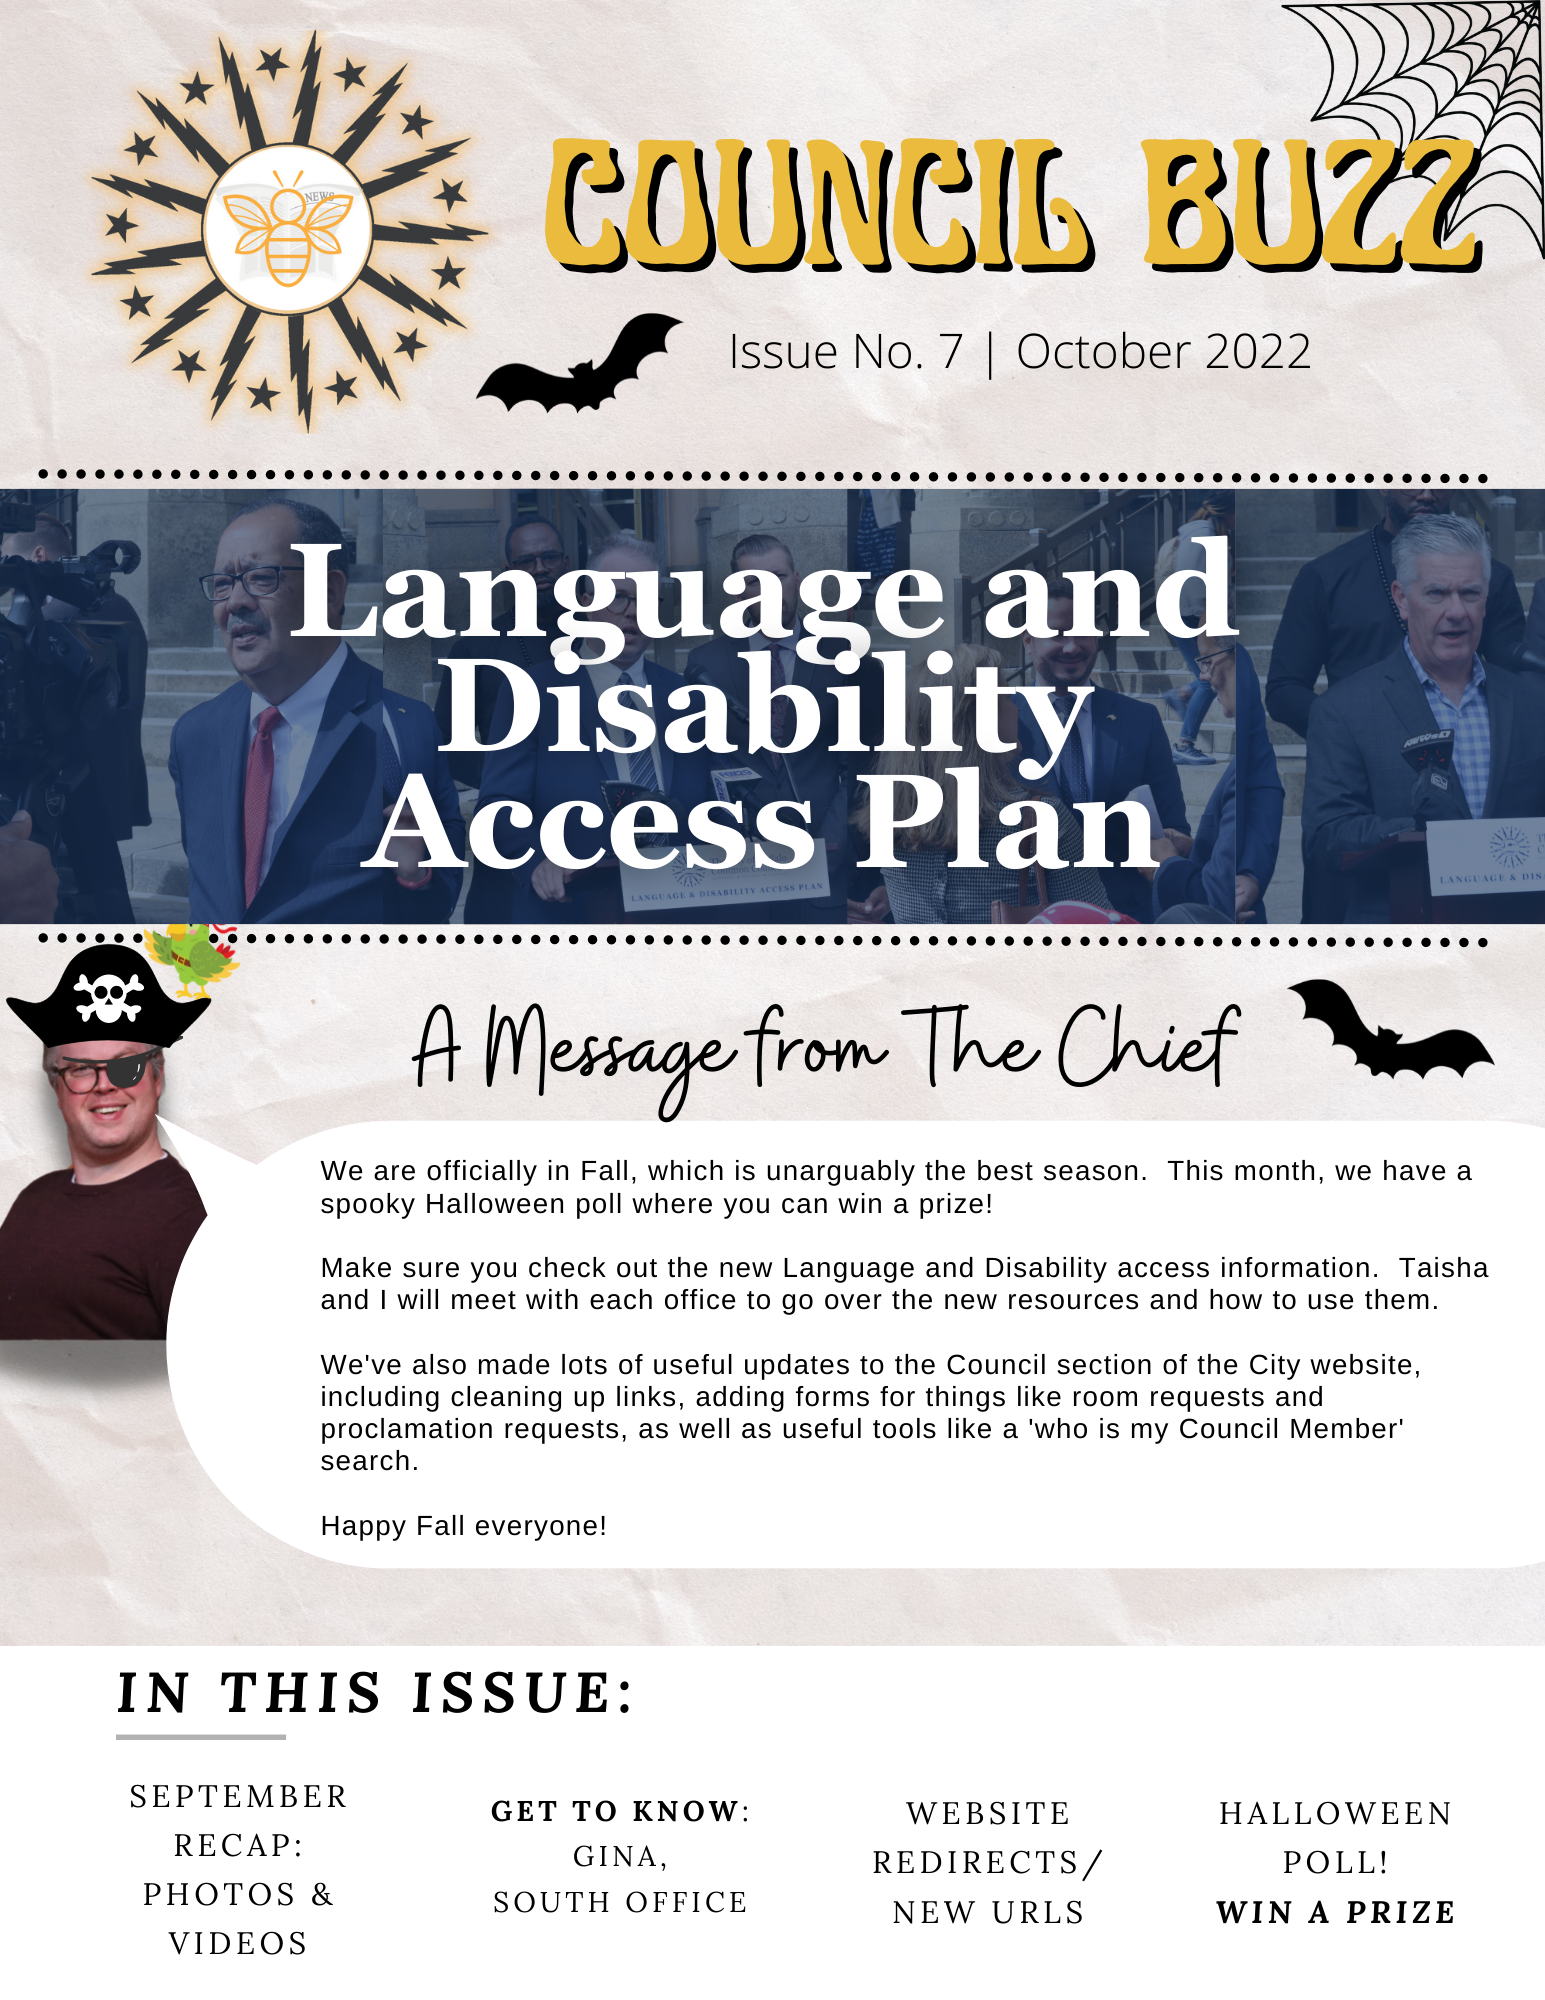 NEWS
COUNCIL BUZZ
Issue No. 7 | October 2022
Language and
Disability
Access Plan
FOX25
LANGUAGE & DISABILITY ACCESS PLAN
LANGUAGE & DIS
A Message from The Chief
We are officially in Fall, which is unarguably the best season.  This month, we have a
spooky Halloween poll where you can win a prize!
Make sure you check out the new Language and Disability access information.  Taisha
and I will meet with each office to go over the new resources and how to use them.
We've also made lots of useful updates to the Council section of the City website,
including cleaning up links, adding forms for things like room requests and
proclamation requests, as well as useful tools like a 'who is my Council Member'
search.
Happy Fall everyone!
IN THIS ISSUE:
SEPTEMBER
RECAP:
PHOTOS &
VIDEOS
GET TO KNOW:
GINA,
SOUTH OFFICE
WEBSITE
REDIRECTS/
NEW URLS
HALLOWEEN
POLL!
WIN A PRIZE